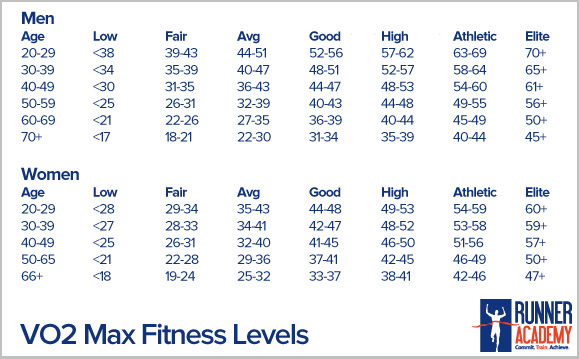 Men
Age Low Fair Avg Good High Athletic Elite
20-29 <38 39-43 44-51 52-56 57-62 63-69 70+
30-39 <34 35-39 40-47 48-51 52-57 58-64 65+
40-49 <30 31-35 36-43 44-47 48-53 54-60 61+
50-59 <25 26-31 32-39 40-43 44-48 49-55 56+
60-69 <21 22-26 27-35 36-39 40-44 45-49 50+
70+ <17 18-21 22-30 31-34 35-39 40-44 45+
Women
Age Low Fair Avg Good High Athletic Elite
20-29 <28 29-34 35-43 44-48 49-53 54-59 60+
30-39 <27 28-33 34-41 42-47 48-52 53-58 59+
40-49 <25 26-31 32-40 41-45 46-50 51-56 57+
50-65 <21 22-28 29-36 37-41 42-45 46-49 50+
66+ <18 19-24 25-32 33-37 38-41 42-46 47+
VO2 Max Fitness Levels
RUNNER
ACADEMY
Commit. Train. Achieve.